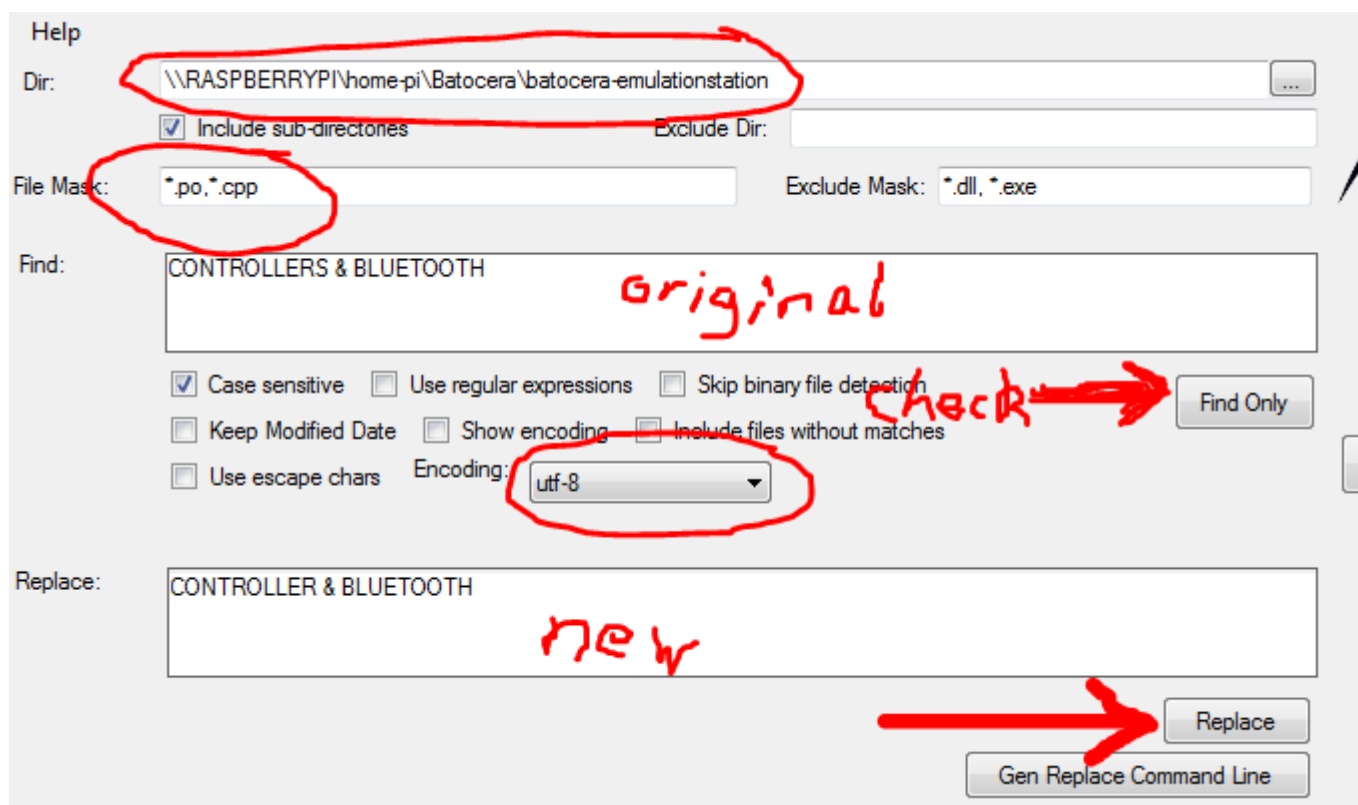 Help
Dir: \\RASPBERRYPI\home-pi\Batocera\batocera-emulationstation ...
Include sub-directories Exclude Dir:
File Mask: *.po,*.cpp Exclude Mask: *.dll, *.exe
Find: CONTROLLERS & BLUETOOTH
original
Case sensitive Use regular expressions Skip binary file detection
check Find Only
Keep Modified Date Show encoding Include files without matches
Use escape chars Encoding: utf-8
Replace: CONTROLLER & BLUETOOTH
new
Replace
Gen Replace Command Line